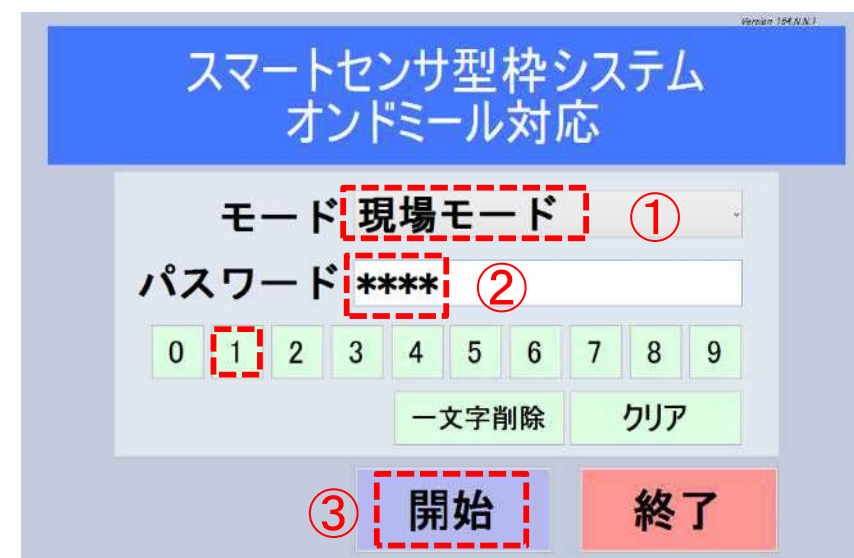 Version 154.N.N.1
スマートセンサ型枠システム
オンドミール対応
モード 現場モード ①
パスワード **** ②
0 1 2 3 4 5 6 7 8 9
一文字削除 クリア
③ 開始 終了